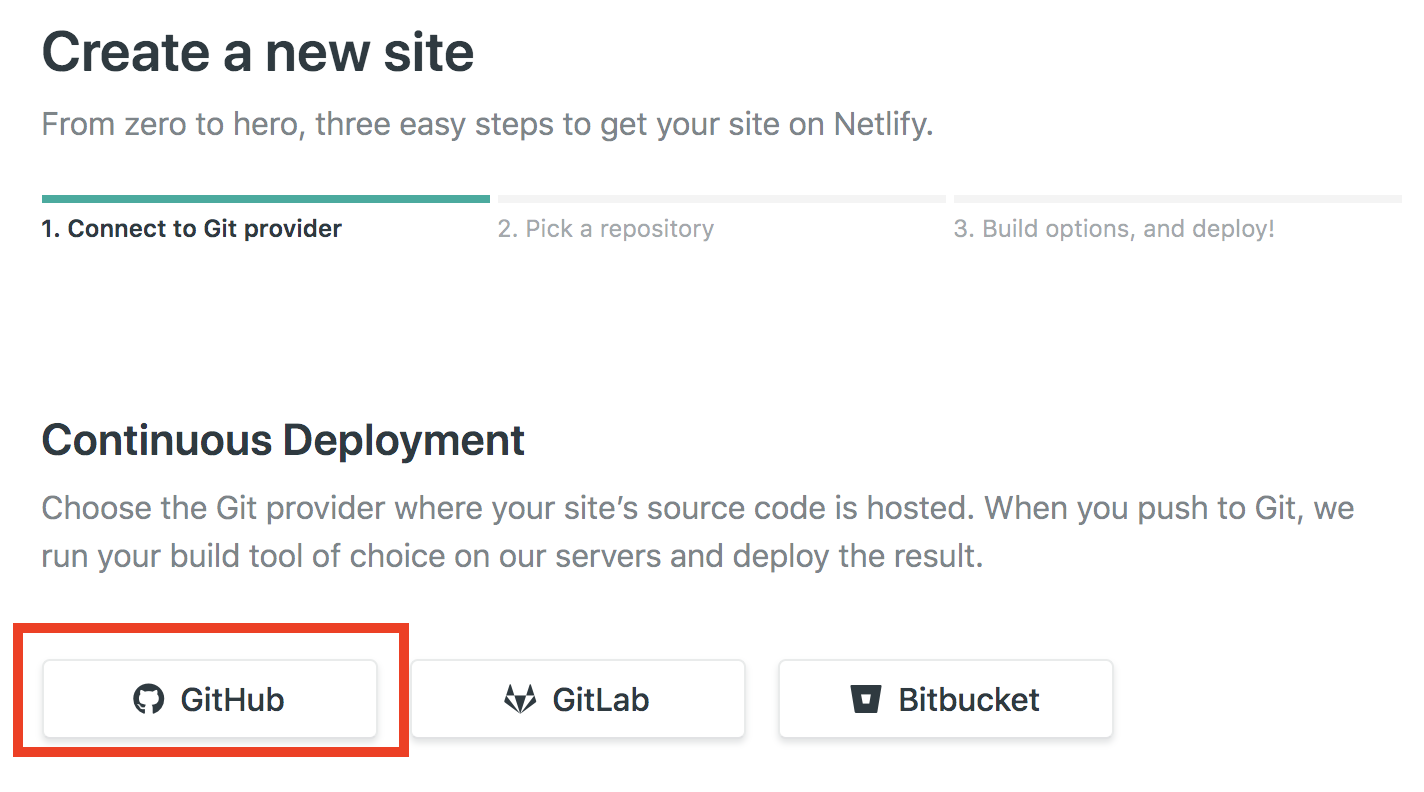 Create a new site
From zero to hero, three easy steps to get your site on Netlify.
1. Connect to Git provider
2. Pick a repository
3. Build options, and deploy!
Continuous Deployment
Choose the Git provider where your site’s source code is hosted. When you push to Git, we
run your build tool of choice on our servers and deploy the result.
GitHub
GitLab
Bitbucket